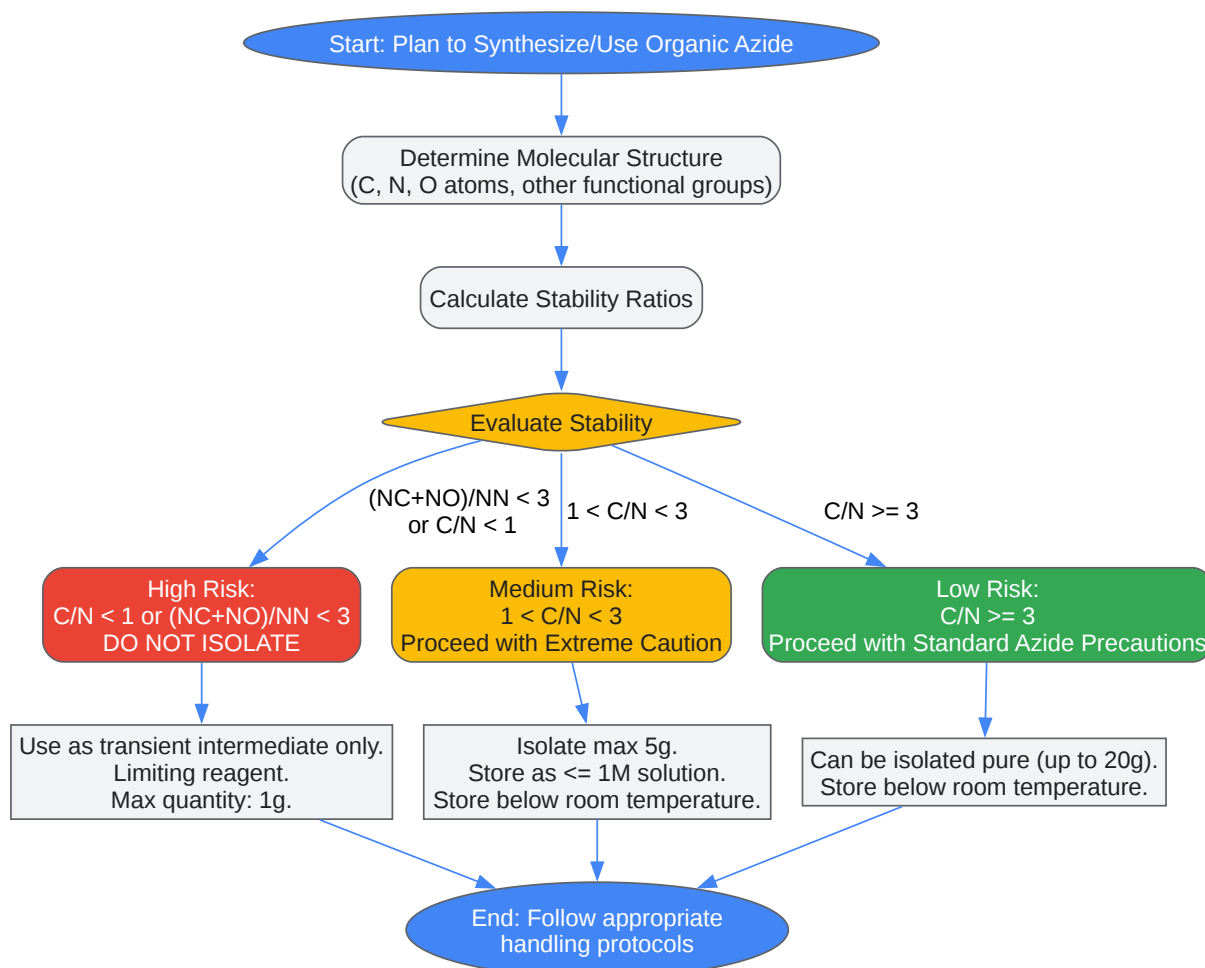 Start: Plan to Synthesize/Use Organic Azide
Determine Molecular Structure
(C, N, O atoms, other functional groups)
Calculate Stability Ratios
Evaluate Stability
(NC+NO)/NN < 3
or C/N < 1
1 < C/N < 3
C/N >= 3
High Risk:
C/N < 1 or (NC+NO)/NN < 3
DO NOT ISOLATE
Medium Risk:
1 < C/N < 3
Proceed with Extreme Caution
Low Risk:
C/N >= 3
Proceed with Standard Azide Precautions
Use as transient intermediate only.
Limiting reagent.
Max quantity: 1g.
Isolate max 5g.
Store as <= 1M solution.
Store below room temperature.
Can be isolated pure (up to 20g).
Store below room temperature.
End: Follow appropriate
handling protocols